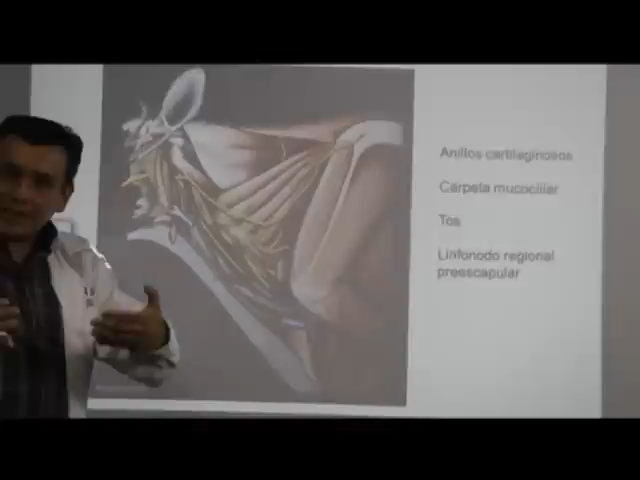 Anillos cartilaginosos
Carpeta mucociliar
Tos
Linfonodo regional
preescapular